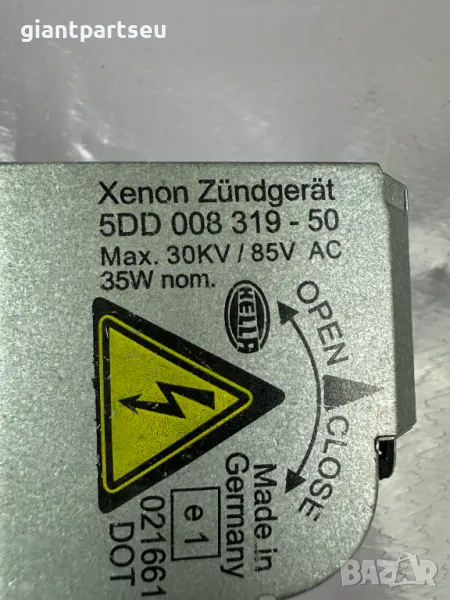 giantpartseu
Xenon Zündgerät
5DD 008 319 - 50
Max. 30KV / 85V AC
35W nom.
HELLA
OPEN
CLOSE
Made in
Germany
e 1
021661
DOT
BAZAR